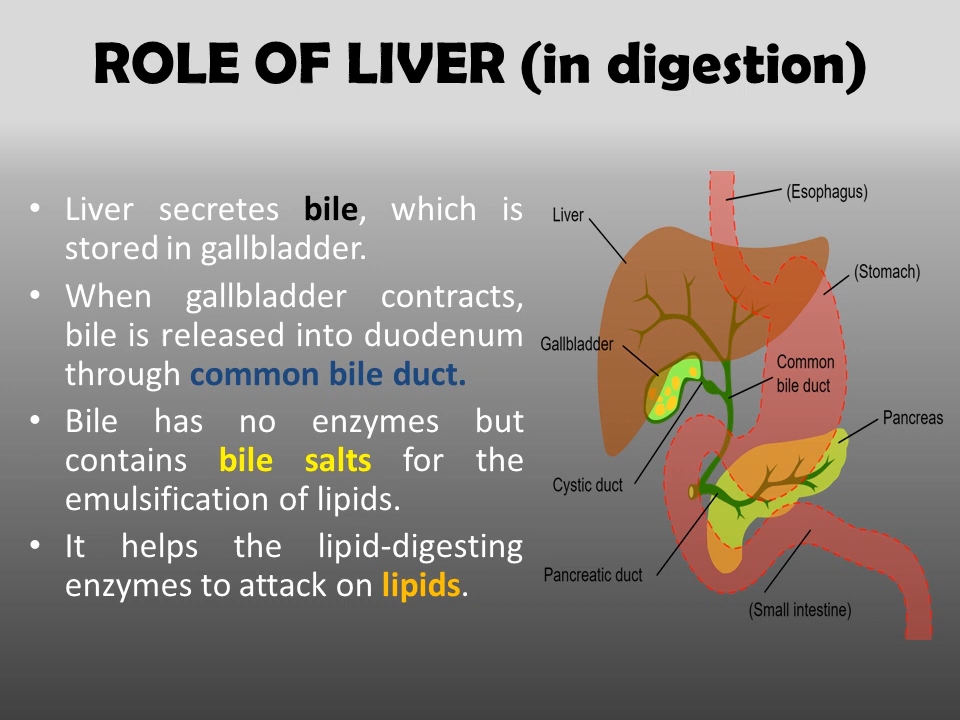 ROLE OF LIVER (in digestion)
• Liver secretes bile, which is
stored in gallbladder.
• When gallbladder contracts,
bile is released into duodenum
through common bile duct.
• Bile has no enzymes but
contains bile salts for the
emulsification of lipids.
• It helps the lipid-digesting
enzymes to attack on lipids.
(Esophagus)
Liver
(Stomach)
Gallbladder
Common
bile duct
Pancreas
Cystic duct
Pancreatic duct
(Small intestine)